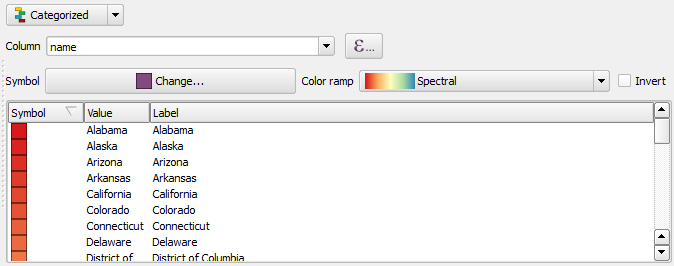 Categorized
Column name ε...
Symbol Change... Color ramp Spectral Invert
Symbol Value Label
Alabama Alabama
Alaska Alaska
Arizona Arizona
Arkansas Arkansas
California California
Colorado Colorado
Connecticut Connecticut
Delaware Delaware
District of District of Columbia